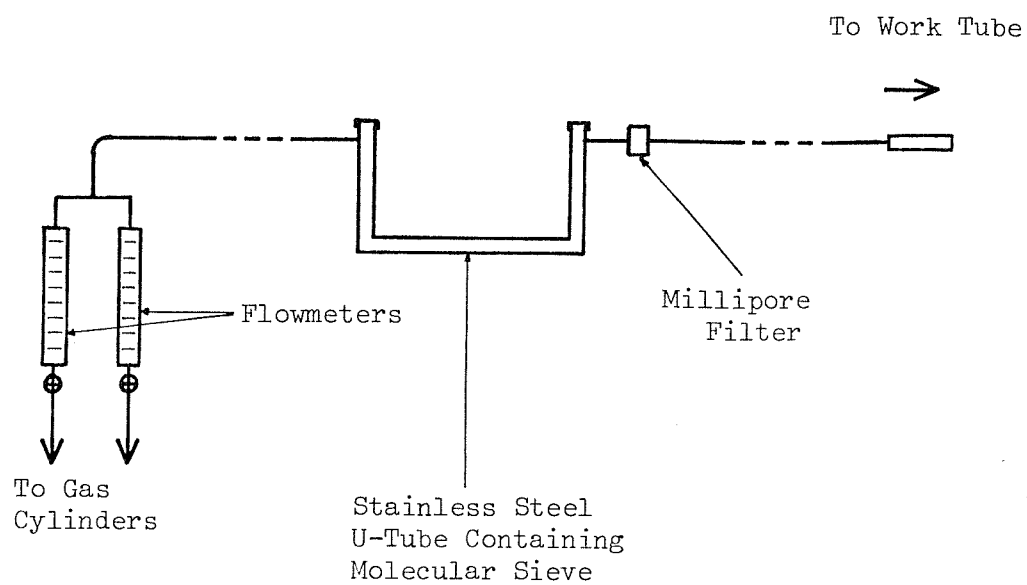 To Work Tube
Flowmeters
Millipore
Filter
To Gas
Cylinders
Stainless Steel
U-Tube Containing
Molecular Sieve